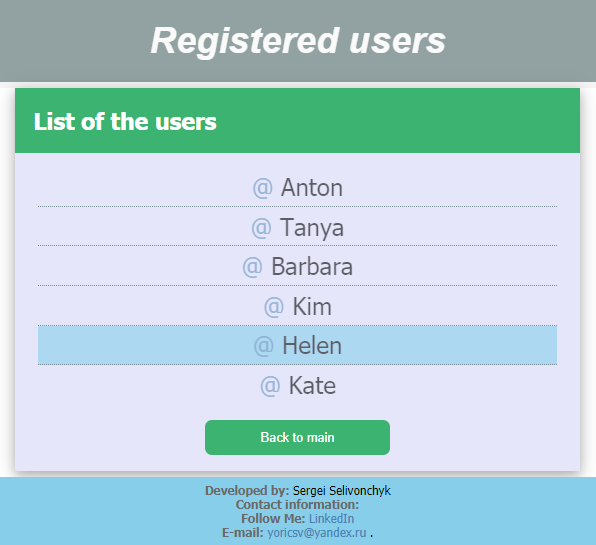 Registered users
List of the users
@ Anton
@ Tanya
@ Barbara
@ Kim
@ Helen
@ Kate
Back to main
Developed by: Sergei Selivonchyk
Contact information:
Follow Me: LinkedIn
E-mail: yoricsv@yandex.ru .